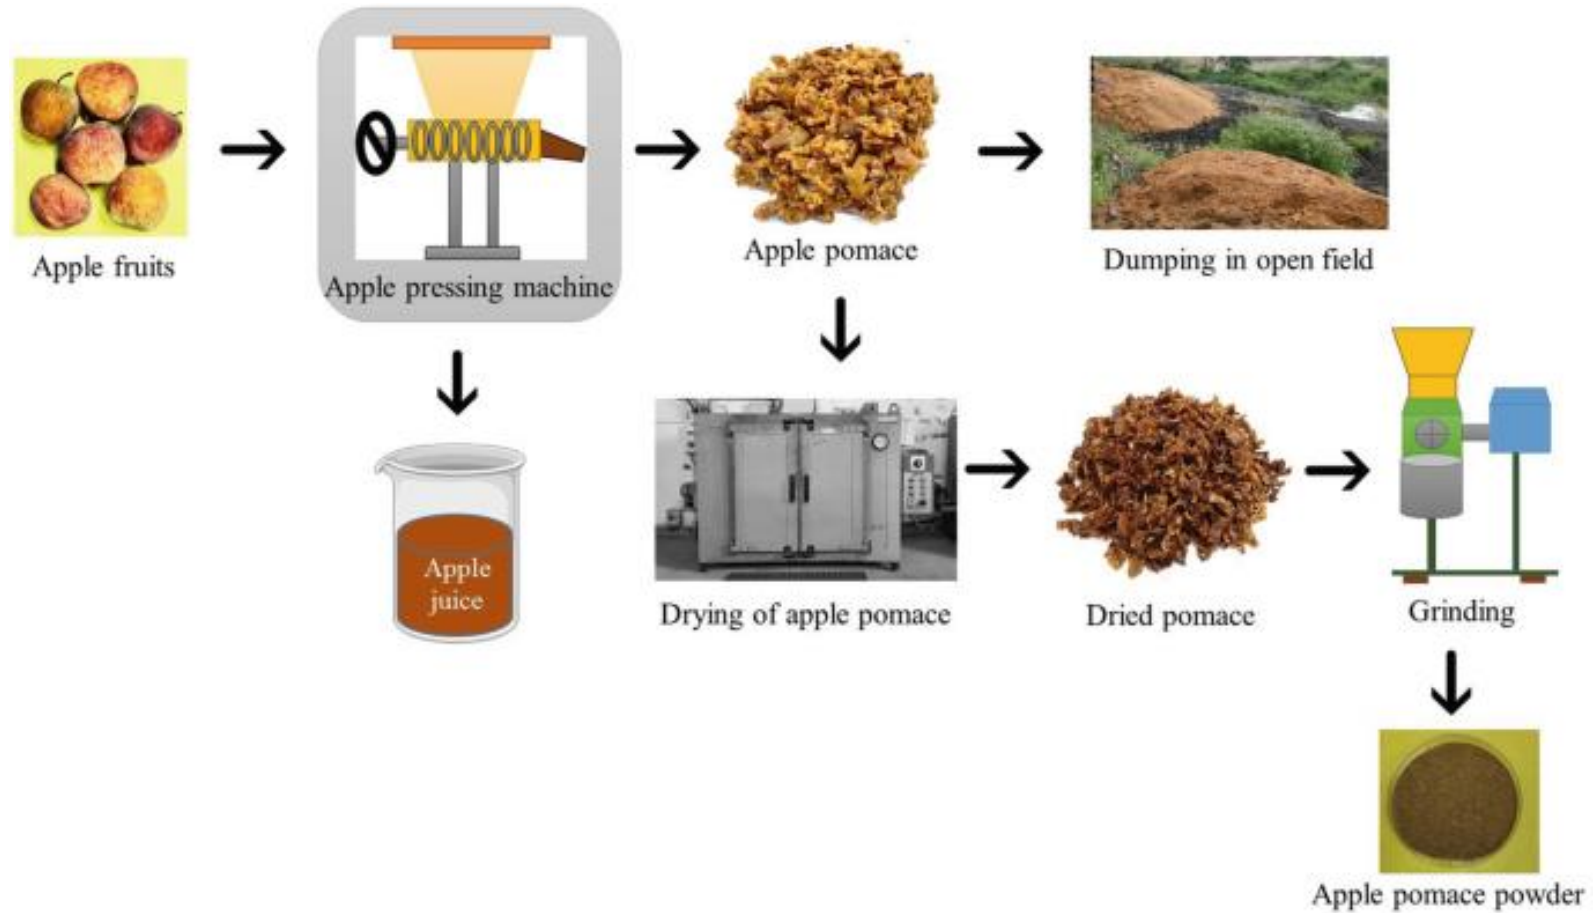 Apple fruits
Apple pressing machine
Apple pomace
Dumping in open field
Apple
juice
Drying of apple pomace
Dried pomace
Grinding
Apple pomace powder